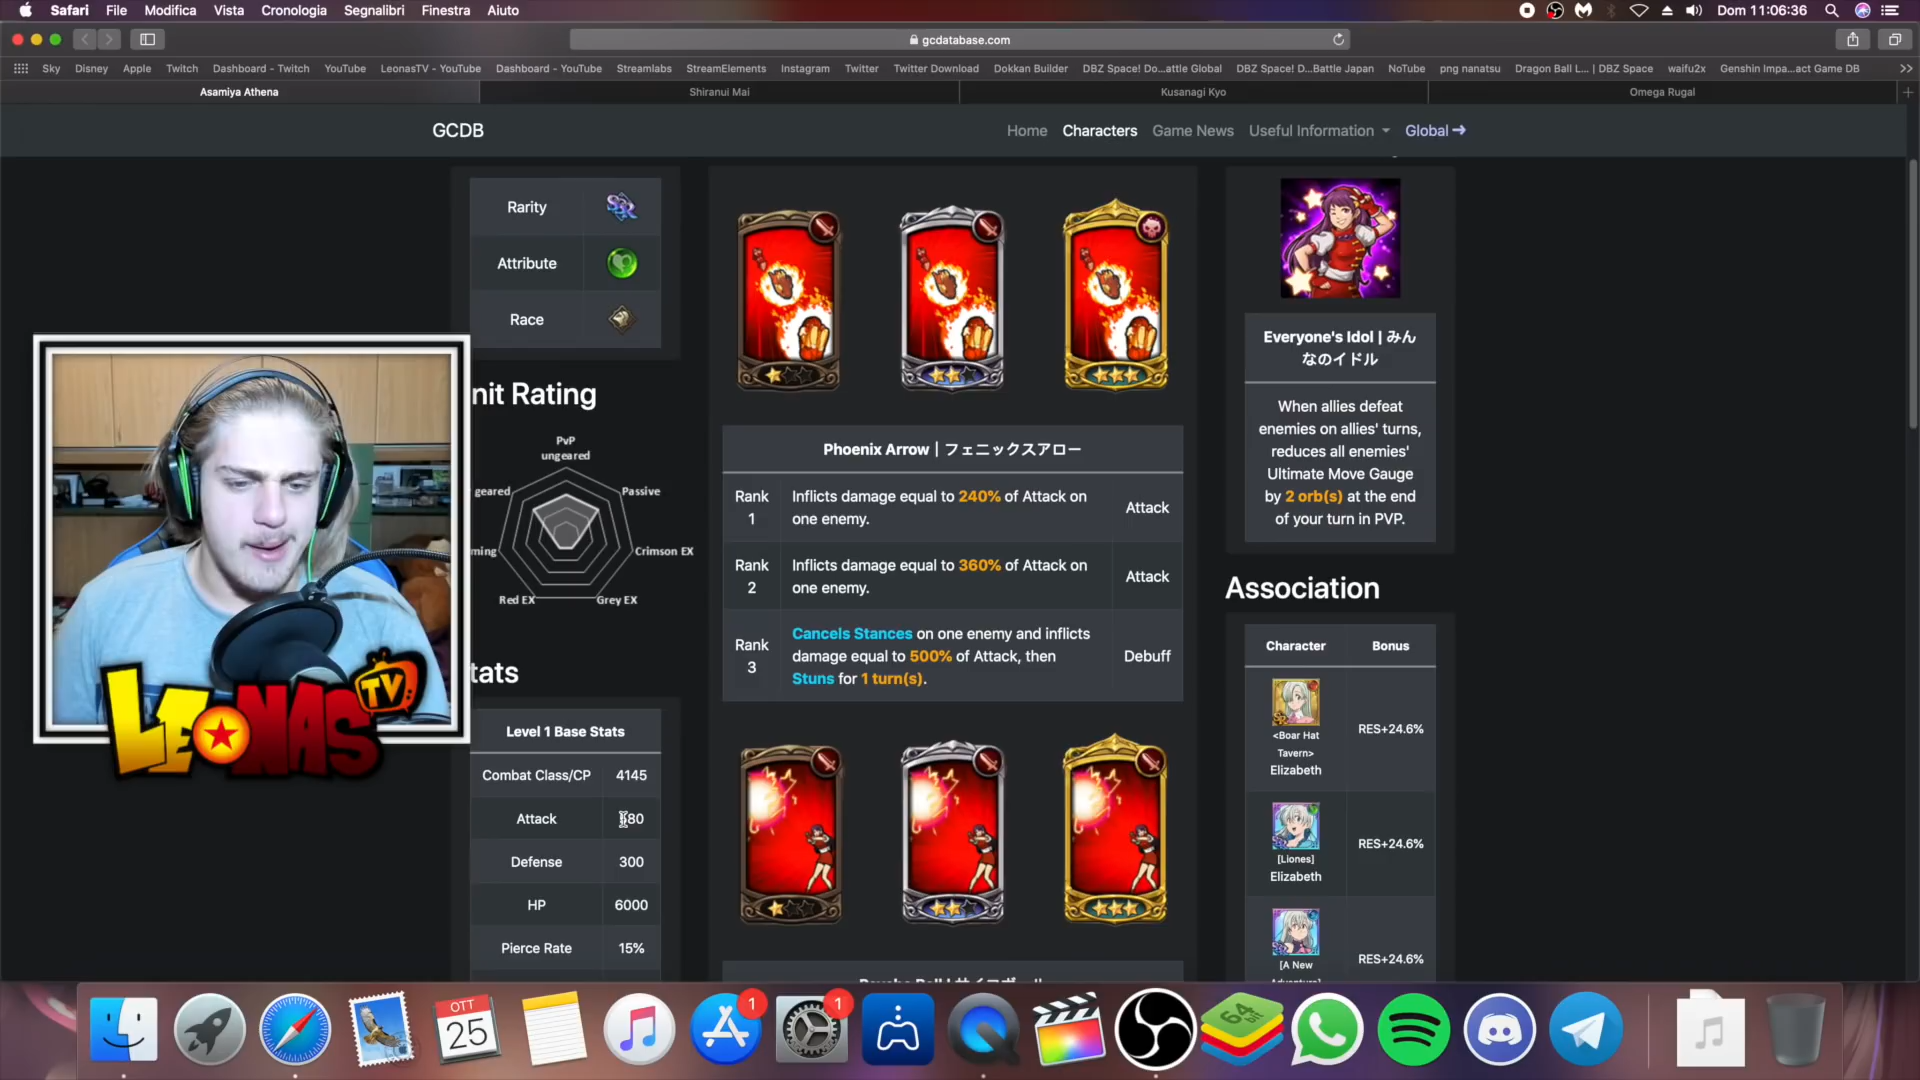 Safari File Modifica Vista Cronologia Segnalibri Finestra Aiuto Dom 11:06:36
gcdatabase.com
Sky Disney Apple Twitch Dashboard - Twitch YouTube LeonasTV - YouTube Dashboard - YouTube Streamlabs StreamElements Instagram Twitter Twitter Download Dokkan Builder DBZ Space! Do...attle Global DBZ Space! D...Battle Japan NoTube png nanatsu Dragon Ball L... | DBZ Space waifu2x Genshin Impa...act Game DB
Asamiya Athena Shiranui Mai Kusanagi Kyo Omega Rugal
GCDB Home Characters Game News Useful Information Global
Rarity
Attribute
Race
nit Rating
PvP
ungeared
geared
Passive
ming
Crimson EX
Red EX
Grey EX
tats
Level 1 Base Stats
Combat Class/CP 4145
Attack 80
Defense 300
HP 6000
Pierce Rate 15%
Phoenix Arrow | フェニックスアロー
Rank 1 Inflicts damage equal to 240% of Attack on
one enemy. Attack
Rank 2 Inflicts damage equal to 360% of Attack on
one enemy. Attack
Rank 3 Cancels Stances on one enemy and inflicts
damage equal to 500% of Attack, then
Stuns for 1 turn(s). Debuff
Everyone's Idol | みん
なのイドル
When allies defeat
enemies on allies' turns,
reduces all enemies'
Ultimate Move Gauge
by 2 orb(s) at the end
of your turn in PVP.
Association
Character Bonus
<Boar Hat
Tavern>
Elizabeth
RES+24.6%
[Liones]
Elizabeth
RES+24.6%
[A New
RES+24.6%
LEONAS TV
OTT
25
1
1
64 bit